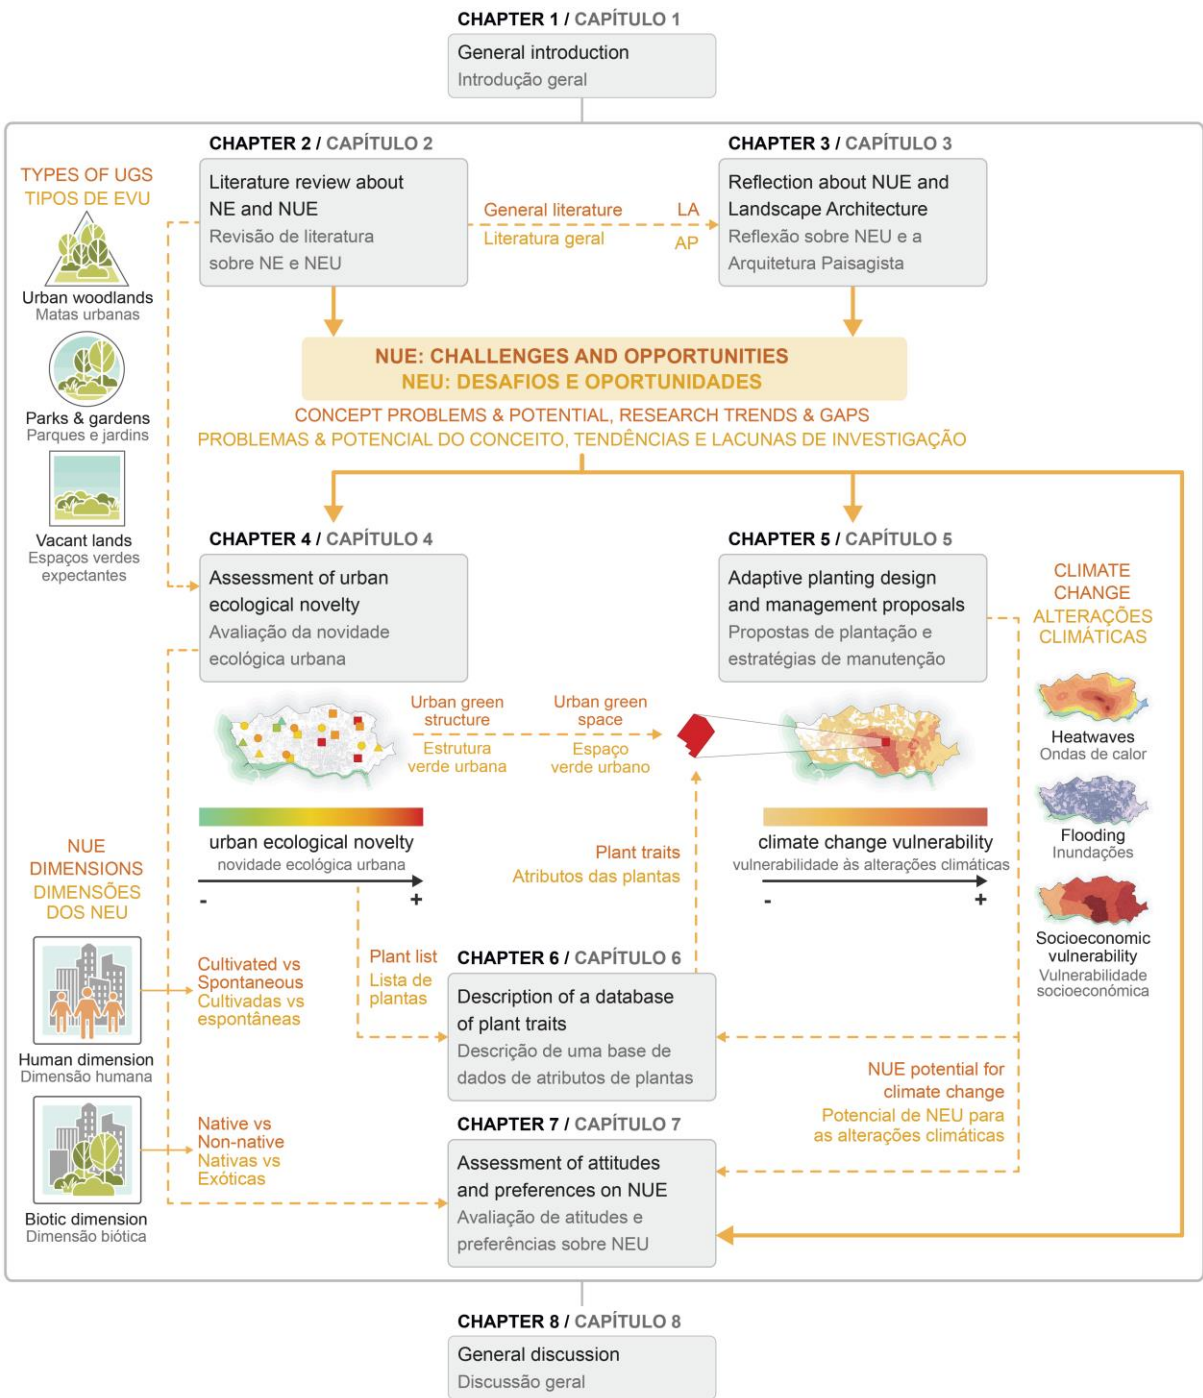 CHAPTER 1 / CAPÍTULO 1
General introduction
Introdução geral
CHAPTER 2 / CAPÍTULO 2
Literature review about
NE and NUE
Revisão de literatura
sobre NE e NEU
General literature
Literatura geral
LA
AP
CHAPTER 3 / CAPÍTULO 3
Reflection about NUE and
Landscape Architecture
Reflexão sobre NEU e a
Arquitetura Paisagista
TYPES OF UGS
TIPOS DE EVU
Urban woodlands
Matas urbanas
Parks & gardens
Parques e jardins
Vacant lands
Espaços verdes
expectantes
NUE: CHALLENGES AND OPPORTUNITIES
NEU: DESAFIOS E OPORTUNIDADES
CONCEPT PROBLEMS & POTENTIAL, RESEARCH TRENDS & GAPS
PROBLEMAS & POTENCIAL DO CONCEITO, TENDÊNCIAS E LACUNAS DE INVESTIGAÇÃO
CHAPTER 4 / CAPÍTULO 4
Assessment of urban
ecological novelty
Avaliação da novidade
ecológica urbana
CHAPTER 5 / CAPÍTULO 5
Adaptive planting design
and management proposals
Propostas de plantação e
estratégias de manutenção
CLIMATE
CHANGE
ALTERAÇÕES
CLIMÁTICAS
Heatwaves
Ondas de calor
Flooding
Inundações
Socioeconomic
vulnerability
Vulnerabilidade
socioeconómica
Urban green
structure
Estrutura
verde urbana
Urban green
space
Espaço
verde urbano
urban ecological novelty
novidade ecológica urbana
-
+
Plant traits
Atributos das plantas
climate change vulnerability
vulnerabilidade às alterações climáticas
-
+
NUE
DIMENSIONS
DIMENSÕES
DOS NEU
Human dimension
Dimensão humana
Cultivated vs
Spontaneous
Cultivadas vs
espontâneas
Biotic dimension
Dimensão biótica
Native vs
Non-native
Nativas vs
Exóticas
Plant list
Lista de
plantas
CHAPTER 6 / CAPÍTULO 6
Description of a database
of plant traits
Descrição de uma base de
dados de atributos de plantas
NUE potential for
climate change
Potencial de NEU para
as alterações climáticas
CHAPTER 7 / CAPÍTULO 7
Assessment of attitudes
and preferences on NUE
Avaliação de atitudes e
preferências sobre NEU
CHAPTER 8 / CAPÍTULO 8
General discussion
Discussão geral